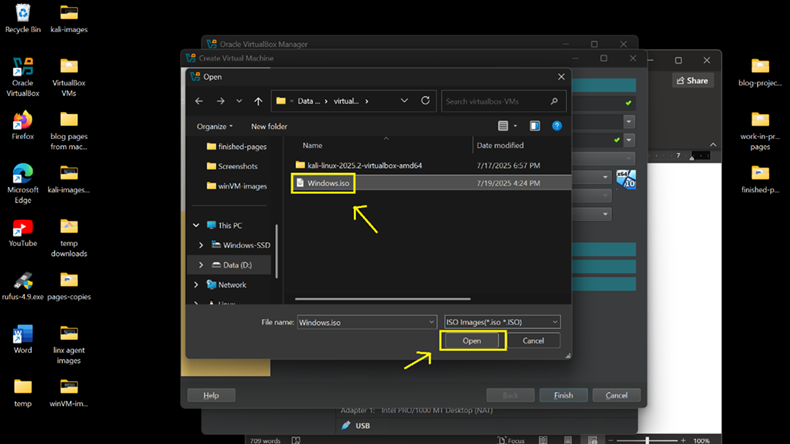 Recycle Bin
kali-images
Oracle VirtualBox
VirtualBox VMs
Firefox
blog pages from mac...
Microsoft Edge
kali-images...
YouTube
temp downloads
rufus-4.9.exe
pages-copies
Word
linx agent images
temp
winVM-im...
Oracle VirtualBox Manager
Create Virtual Machine
Open
Data ...
virtual...
Search virtualbox-VMs
Organize
New folder
Name
Date modified
finished-pages
Screenshots
winVM-images
This PC
Windows-SSD
Data (D:)
Network
kali-linux-2025.2-virtualbox-amd64
7/17/2025 6:57 PM
Windows.iso
7/19/2025 4:24 PM
File name:
Windows.iso
ISO Images(*.iso *.ISO)
Open
Cancel
x64
10
Help
Back
Finish
Cancel
Adapter 1: Intel PRO/1000 MT Desktop (NAT)
USB
Share
7
709 words
Focus
100%
blog-projec...
work-in-pr... pages
finished-p...